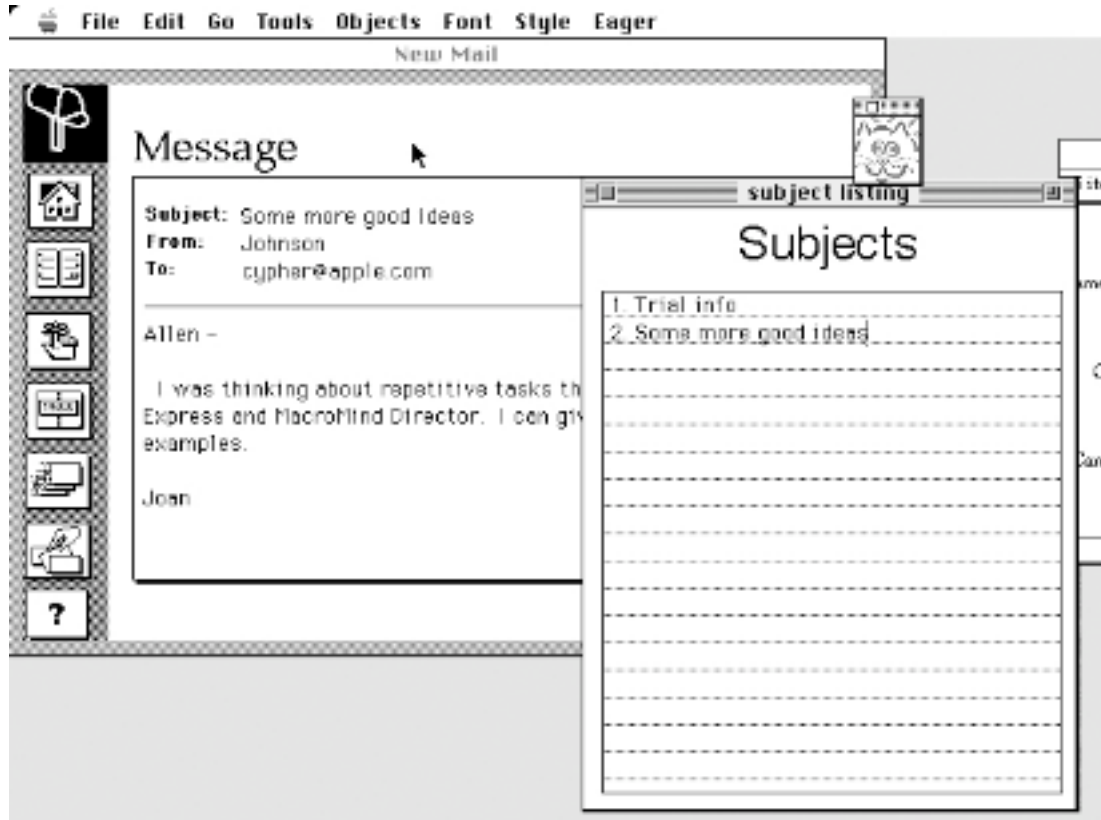 File Edit Go Tools Objects Font Style Eager
New Mail
Message
Subject: Some more good ideas
From: Johnson
To: cypher@apple.com
Allen –
I was thinking about repetitive tasks th
Express and MacroMind Director. I can giv
examples.
Joan
?
subject listing
Subjects
1. Trial info
2. Some more good ideas